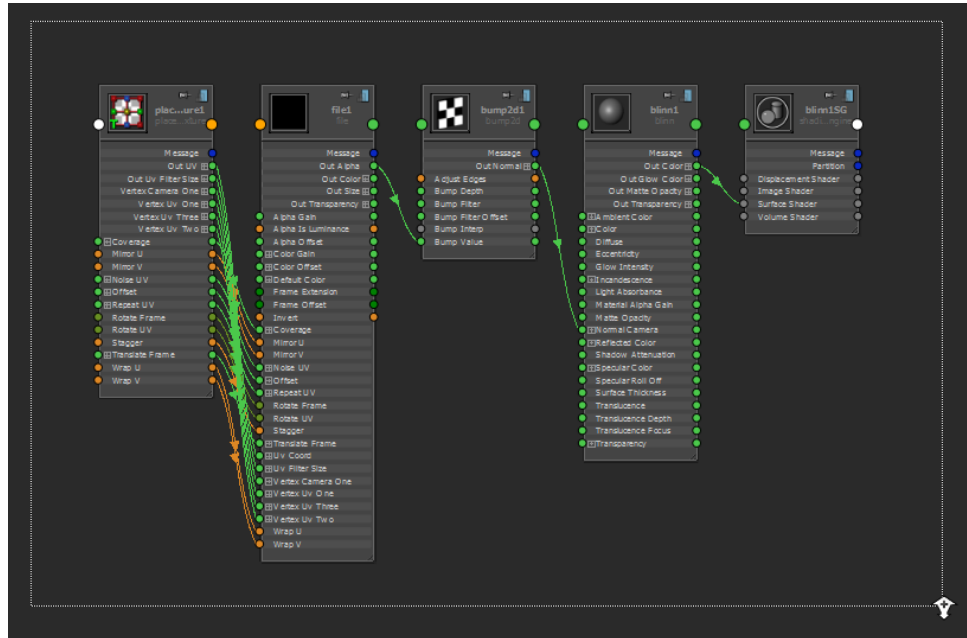 plac...ure1
Message
Out UV
Out Uv Filter Size
Vertex Camera One
Vertex Uv One
Vertex Uv Three
Vertex Uv Two
Coverage
Mirror U
Mirror V
Noise UV
Offset
Repeat UV
Rotate Frame
Rotate UV
Stagger
Translate Frame
Wrap U
Wrap V
file1
file
Message
Out Alpha
Out Color
Out Size
Out Transparency
Alpha Gain
Alpha Is Luminance
Alpha Offset
Color Gain
Color Offset
Default Color
Frame Extension
Frame Offset
Invert
Coverage
Mirror U
Mirror V
Noise UV
Offset
Repeat UV
Rotate Frame
Rotate UV
Stagger
Translate Frame
Uv Coord
Uv Filter Size
Vertex Camera One
Vertex Uv One
Vertex Uv Three
Vertex Uv Two
Wrap U
Wrap V
bump2d1
bump2d
Message
Out Normal
Adjust Edges
Bump Depth
Bump Filter
Bump Filter Offset
Bump Interp
Bump Value
blinn1
blinn
Message
Out Color
Out Glow Color
Out Matte Opacity
Out Transparency
Ambient Color
Color
Diffuse
Eccentricity
Glow Intensity
Incandescence
Light Absorbance
Material Alpha Gain
Matte Opacity
Normal Camera
Reflected Color
Shadow Attenuation
Specular Color
Specular Roll Off
Surface Thickness
Translucence
Translucence Depth
Translucence Focus
Transparency
blinn1SG
Message
Partition
Displacement Shader
Image Shader
Surface Shader
Volume Shader